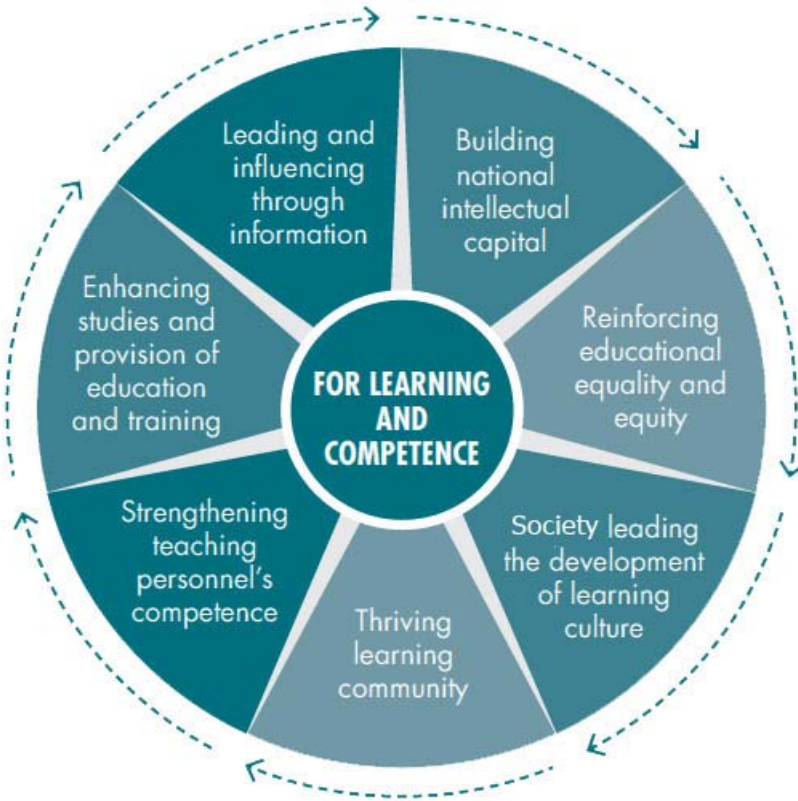 Leading and
influencing
through
information
Building
national
intellectual
capital
Reinforcing
educational
equality and
equity
Society leading
the development
of learning
culture
Thriving
learning
community
Strengthening
teaching
personnel's
competence
Enhancing
studies and
provision of
education
and training
FOR LEARNING
AND
COMPETENCE